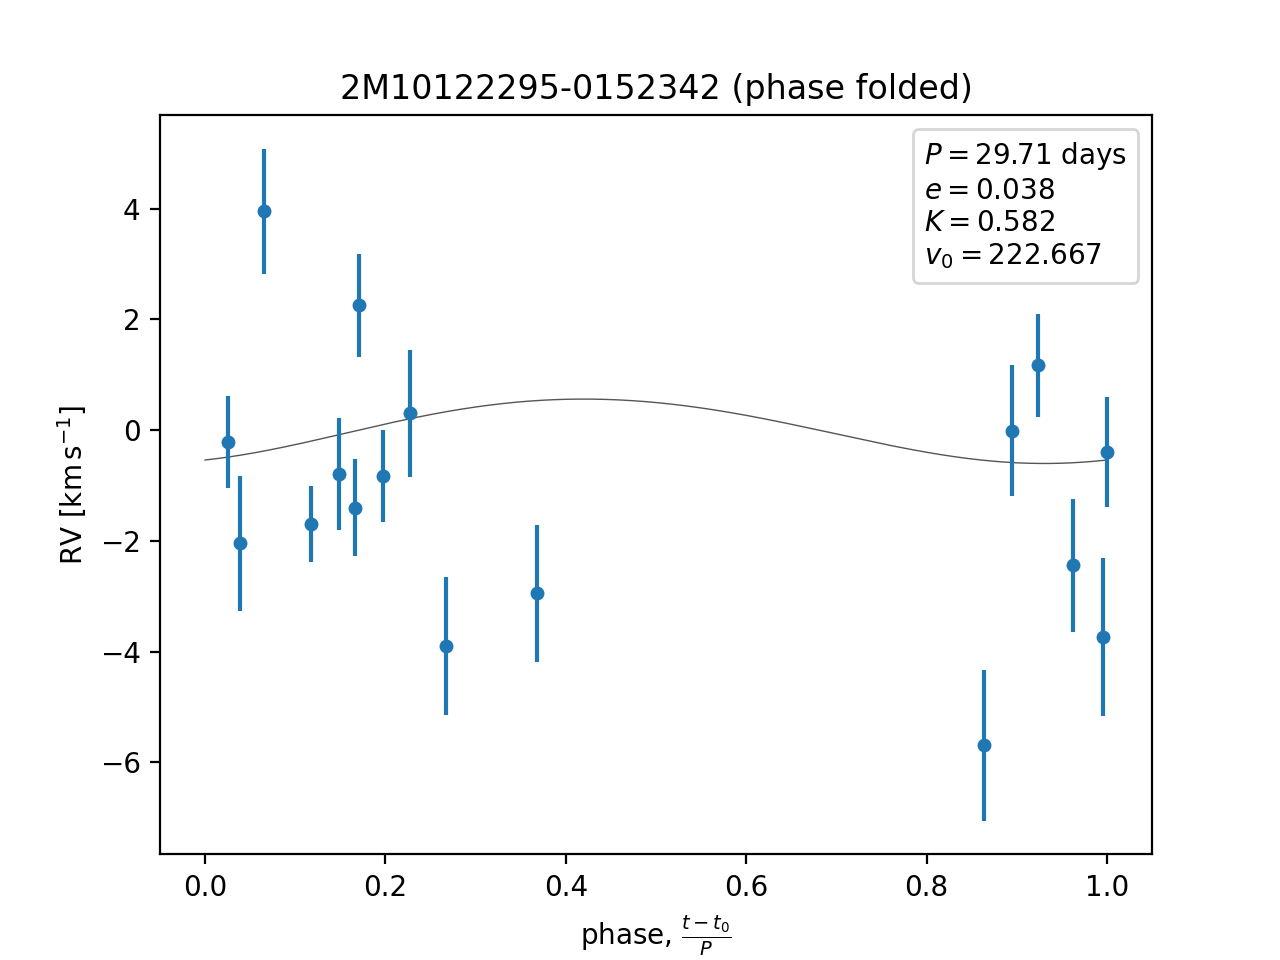 2M10122295-0152342 (phase folded)
P = 29.71 days
e = 0.038
K = 0.582
v₀ = 222.667
4
2
0
−2
−4
−6
RV [km s⁻¹]
0.0 0.2 0.4 0.6 0.8 1.0
phase, (t − t₀)/P